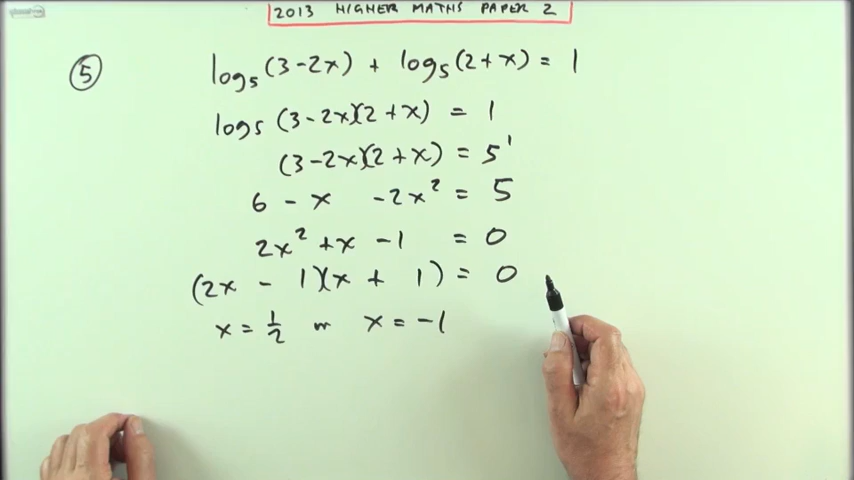 2013 HIGHER MATHS PAPER 2
⑤ log₅(3-2x) + log₅(2+x) = 1
log₅(3-2x)(2+x) = 1
(3-2x)(2+x) = 5¹
6 - x -2x² = 5
2x² + x - 1 = 0
(2x - 1)(x + 1) = 0
x = 1/2 or x = -1